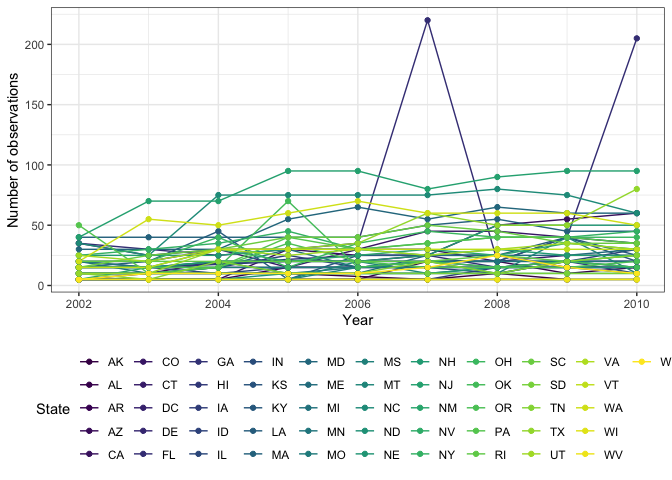 200
150
100
50
0
Number of observations
2002 2004 2006 2008 2010
Year
State
AK CO GA IN MD MS NH OH SC VA W
AL CT HI KS ME MT NJ OK SD VT
AR DC IA KY MI NC NM OR TN WA
AZ DE ID LA MN ND NV PA TX WI
CA FL IL MA MO NE NY RI UT WV